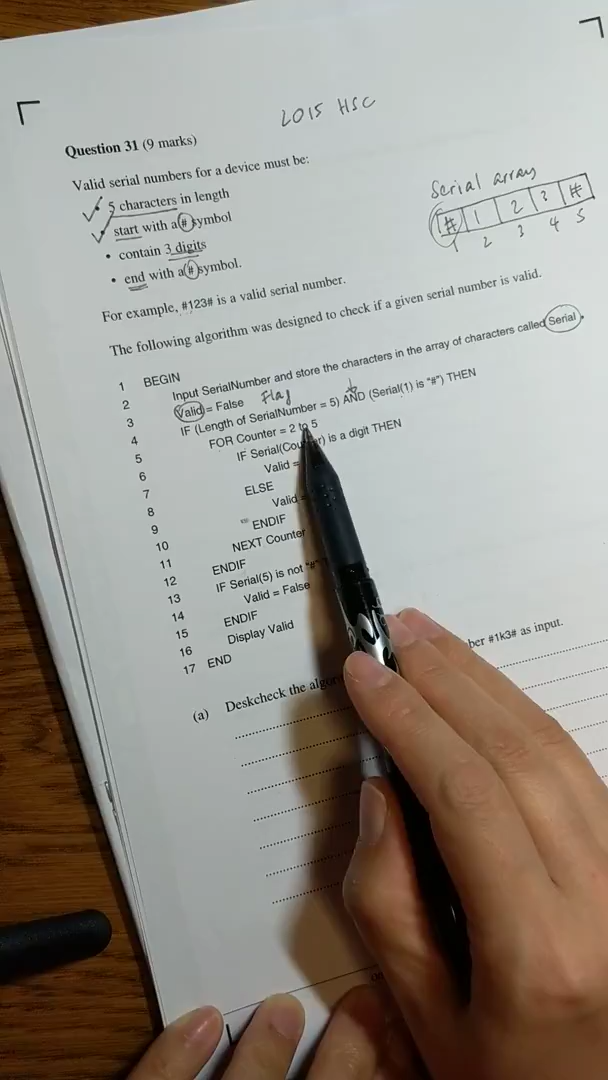 2015 HSC
Question 31 (9 marks)
Valid serial numbers for a device must be:
• 5 characters in length
• start with a # symbol
• contain 3 digits
• end with a # symbol.
Serial array
# 1 2 3 #
1 2 3 4 5
For example, #123# is a valid serial number.
The following algorithm was designed to check if a given serial number is valid.
1 BEGIN
2 Input SerialNumber and store the characters in the array of characters called Serial
3 Valid = False Flag
4 IF (Length of SerialNumber = 5) AND (Serial(1) is "#") THEN
5 FOR Counter = 2 to 5
6 IF Serial(Counter) is a digit THEN
7 Valid =
8 ELSE
9 Valid =
10 ENDIF
11 NEXT Counter
12 ENDIF
13 IF Serial(5) is not "#"
14 Valid = False
15 ENDIF
16 Display Valid
17 END
(a) Deskcheck the #1k3# as input.